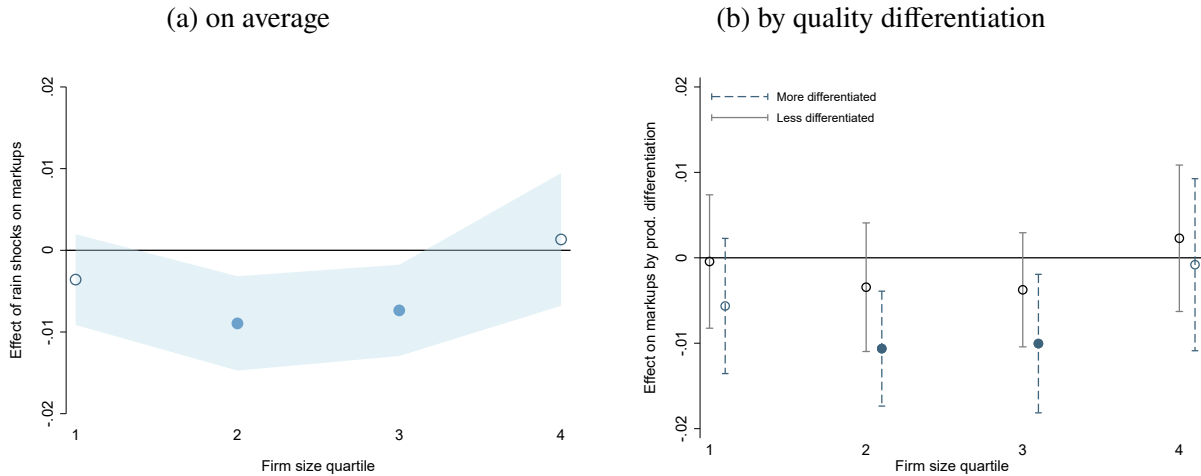 (a) on average
Effect of rain shocks on markups
.02
.01
0
-.01
-.02
1 2 3 4
Firm size quartile
(b) by quality differentiation
Effect on markups by prod. differentiation
.02
.01
0
-.01
-.02
More differentiated
Less differentiated
1 2 3 4
Firm size quartile